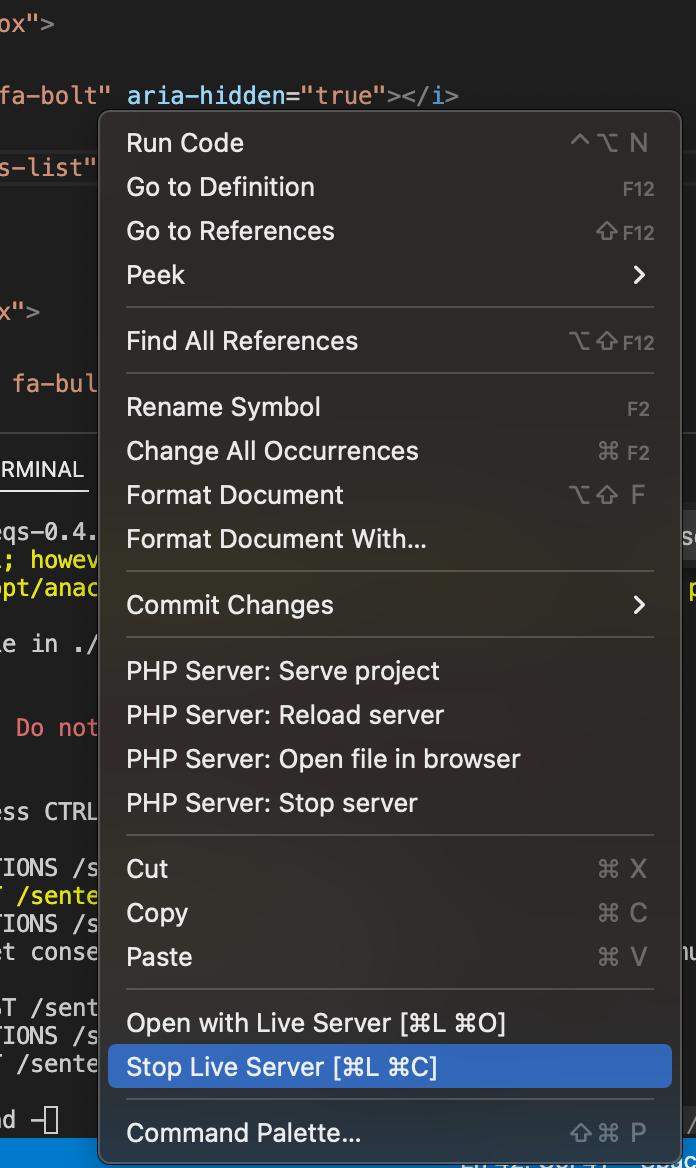 ox">
fa-bolt" aria-hidden="true"></i>
s-list"
x">
fa-bul
Run Code ^⌥ N
Go to Definition F12
Go to References ⇧F12
Peek >
Find All References ⌥⇧F12
Rename Symbol F2
Change All Occurrences ⌘ F2
Format Document ⌥⇧ F
Format Document With...
Commit Changes >
PHP Server: Serve project
PHP Server: Reload server
PHP Server: Open file in browser
PHP Server: Stop server
Cut ⌘ X
Copy ⌘ C
Paste ⌘ V
Open with Live Server [⌘L ⌘O]
Stop Live Server [⌘L ⌘C]
Command Palette... ⇧⌘ P
ERMINAL
eqs-0.4.
; howev
opt/anac
le in ./
Do not
ess CTRL
TIONS /s
T /sente
TIONS /s
et conse
ST /sent
TIONS /s
T /sente
nd -